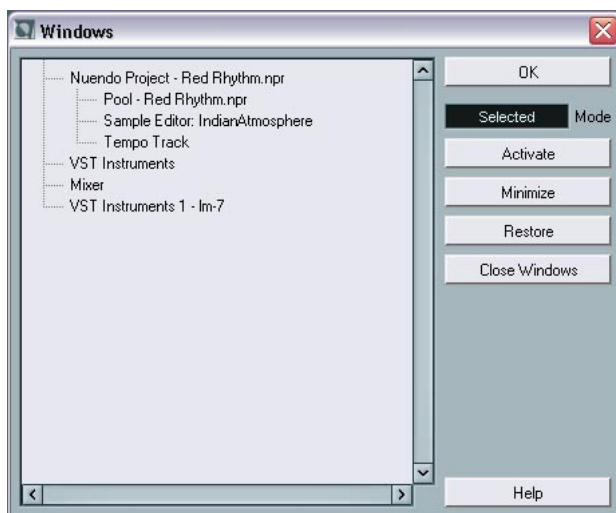 Windows
Nuendo Project - Red Rhythm.npr
Pool - Red Rhythm.npr
Sample Editor: IndianAtmosphere
Tempo Track
VST Instruments
Mixer
VST Instruments 1 - lm-7
OK
Selected Mode
Activate
Minimize
Restore
Close Windows
Help